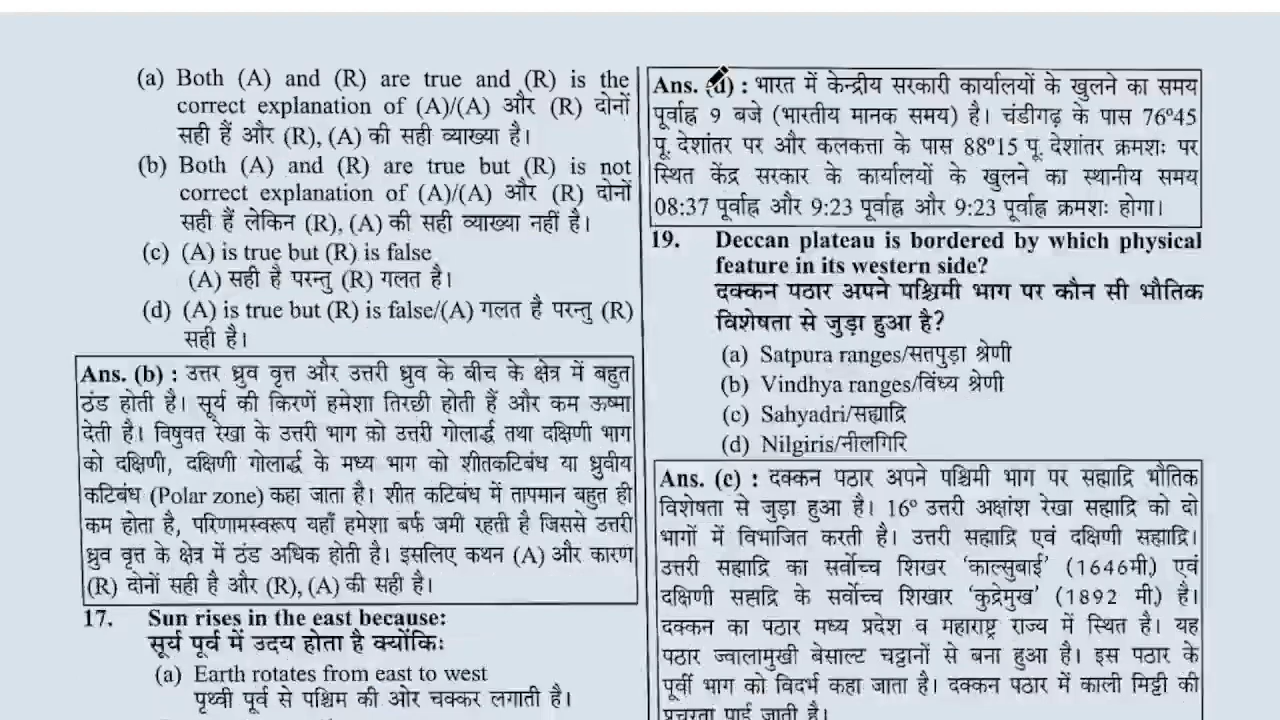 (a) Both (A) and (R) are true and (R) is the
correct explanation of (A)/(A) और (R) दोनों
सही हैं और (R), (A) की सही व्याख्या है।
(b) Both (A) and (R) are true but (R) is not
correct explanation of (A)/(A) और (R) दोनों
सही हैं लेकिन (R), (A) की सही व्याख्या नहीं है।
(c) (A) is true but (R) is false
(A) सही है परन्तु (R) गलत है।
(d) (A) is true but (R) is false/(A) गलत है परन्तु (R)
सही है।
Ans. (b) : उत्तर ध्रुव वृत्त और उत्तरी ध्रुव के बीच के क्षेत्र में बहुत
ठंड होती है। सूर्य की किरणें हमेशा तिरछी होती हैं और कम ऊष्मा
देती है। विषुवत रेखा के उत्तरी भाग को उत्तरी गोलार्द्ध तथा दक्षिणी भाग
को दक्षिणी, दक्षिणी गोलार्द्ध के मध्य भाग को शीतकटिबंध या ध्रुवीय
कटिबंध (Polar zone) कहा जाता है। शीत कटिबंध में तापमान बहुत ही
कम होता है, परिणामस्वरूप यहाँ हमेशा बर्फ जमी रहती है जिससे उत्तरी
ध्रुव वृत्त के क्षेत्र में ठंड अधिक होती है। इसलिए कथन (A) और कारण
(R) दोनों सही है और (R), (A) की सही है।
17. Sun rises in the east because:
सूर्य पूर्व में उदय होता है क्योंकिः
(a) Earth rotates from east to west
पृथ्वी पूर्व से पश्चिम की ओर चक्कर लगाती है।
Ans. (d) : भारत में केन्द्रीय सरकारी कार्यालयों के खुलने का समय
पूर्वाह्न 9 बजे (भारतीय मानक समय) है। चंडीगढ़ के पास 76º45
पू. देशांतर पर और कलकत्ता के पास 88º15 पू. देशांतर क्रमशः पर
स्थित केंद्र सरकार के कार्यालयों के खुलने का स्थानीय समय
08:37 पूर्वाह्न और 9:23 पूर्वाह्न और 9:23 पूर्वाह्न क्रमशः होगा।
19. Deccan plateau is bordered by which physical
feature in its western side?
दक्कन पठार अपने पश्चिमी भाग पर कौन सी भौतिक
विशेषता से जुड़ा हुआ है?
(a) Satpura ranges/सतपुड़ा श्रेणी
(b) Vindhya ranges/विंध्य श्रेणी
(c) Sahyadri/सह्याद्रि
(d) Nilgiris/नीलगिरि
Ans. (c) : दक्कन पठार अपने पश्चिमी भाग पर सह्याद्रि भौतिक
विशेषता से जुड़ा हुआ है। 16º उत्तरी अक्षांश रेखा सह्याद्रि को दो
भागों में विभाजित करती है। उत्तरी सह्याद्रि एवं दक्षिणी सह्याद्रि।
उत्तरी सह्याद्रि का सर्वोच्च शिखर 'काल्सुबाई' (1646मी.) एवं
दक्षिणी सह्यद्रि के सर्वोच्च शिखार 'कुद्रेमुख' (1892 मी.) है।
दक्कन का पठार मध्य प्रदेश व महाराष्ट्र राज्य में स्थित है। यह
पठार ज्वालामुखी बेसाल्ट चट्टानों से बना हुआ है। इस पठार के
पूर्वी भाग को विदर्भ कहा जाता है। दक्कन पठार में काली मिट्टी की
प्रचुरता पाई जाती है।